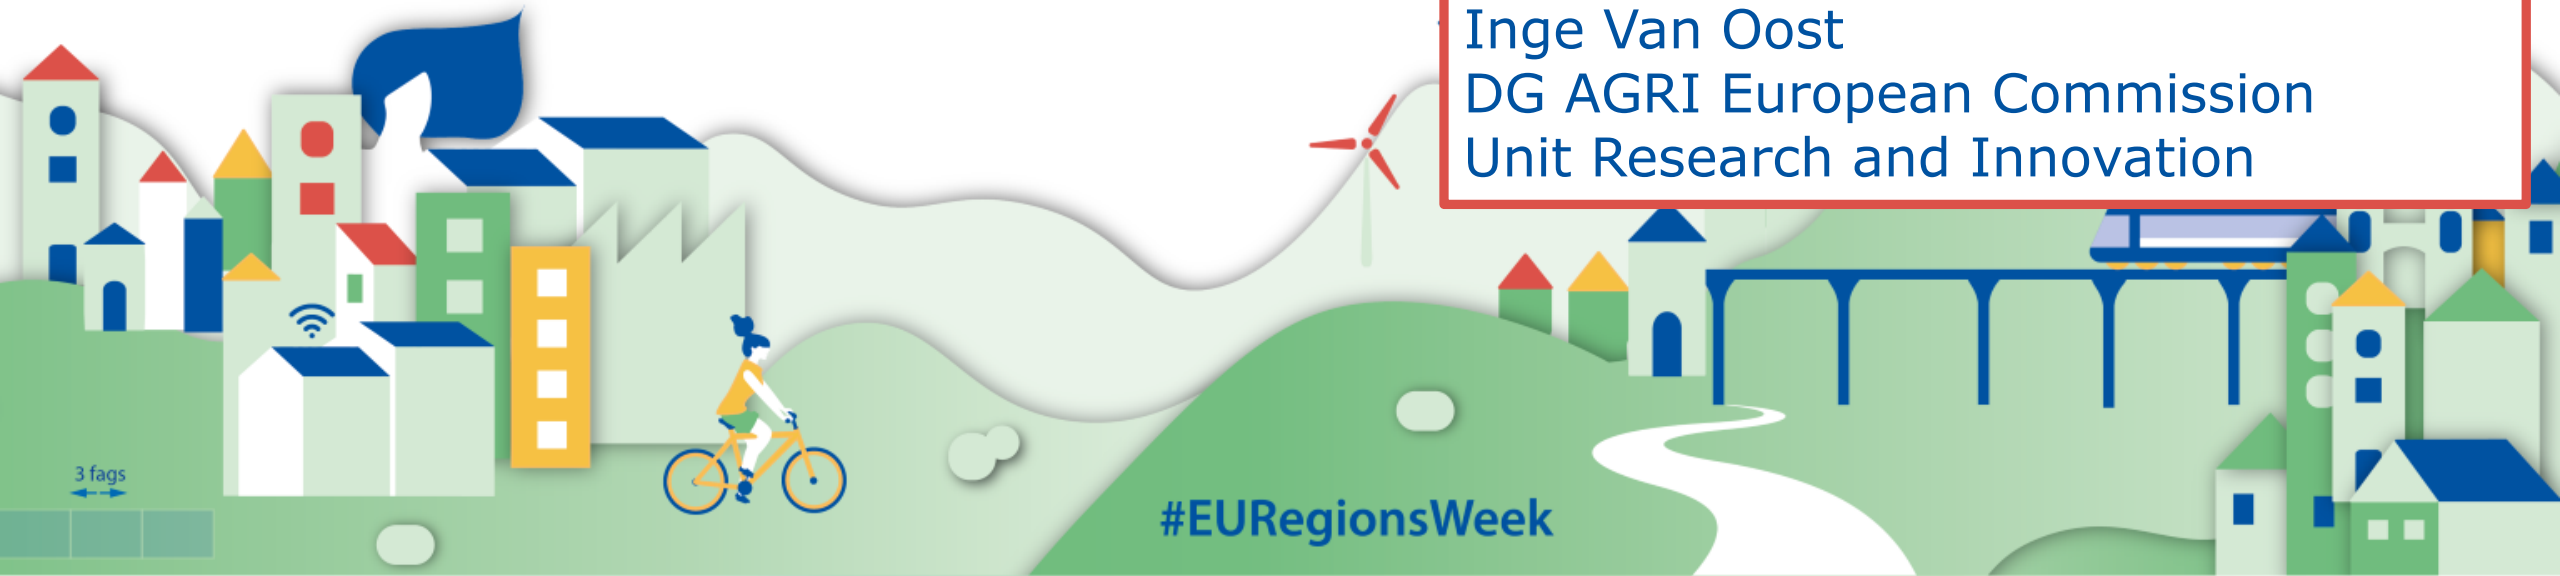 Inge Van Oost
DG AGRI European Commission
Unit Research and Innovation
3 fags
#EURegionsWeek